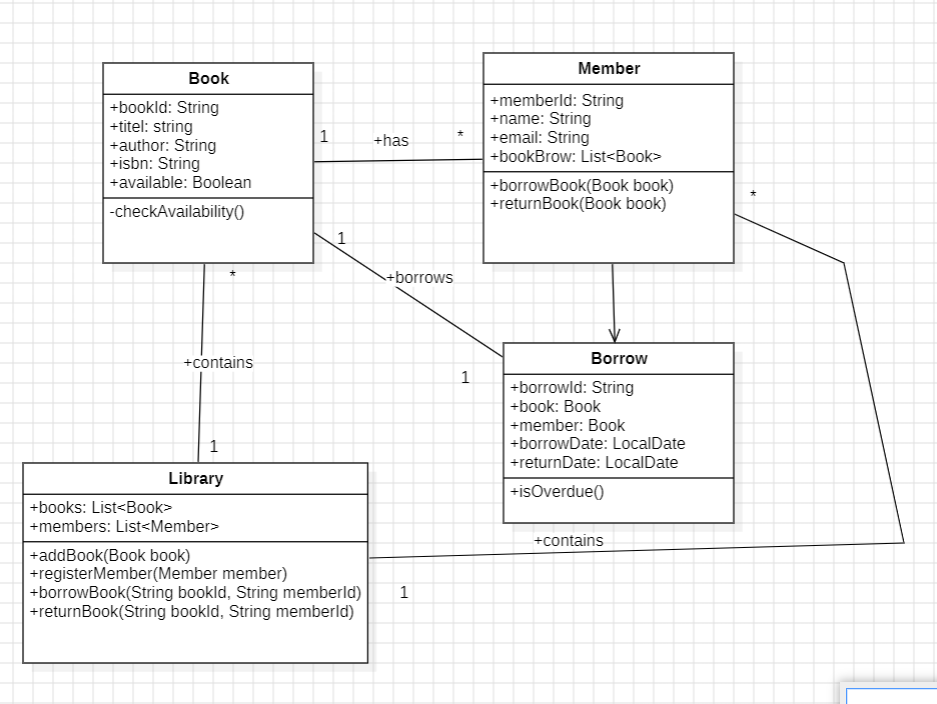 Book
+bookId: String
+titel: string
+author: String
+isbn: String
+available: Boolean
-checkAvailability()
Member
+memberId: String
+name: String
+email: String
+bookBrow: List<Book>
+borrowBook(Book book)
+returnBook(Book book)
1
+has
*
*
1
+borrows
1
*
+contains
1
Borrow
+borrowId: String
+book: Book
+member: Book
+borrowDate: LocalDate
+returnDate: LocalDate
+isOverdue()
Library
+books: List<Book>
+members: List<Member>
+addBook(Book book)
+registerMember(Member member)
+borrowBook(String bookId, String memberId)
+returnBook(String bookId, String memberId)
+contains
1